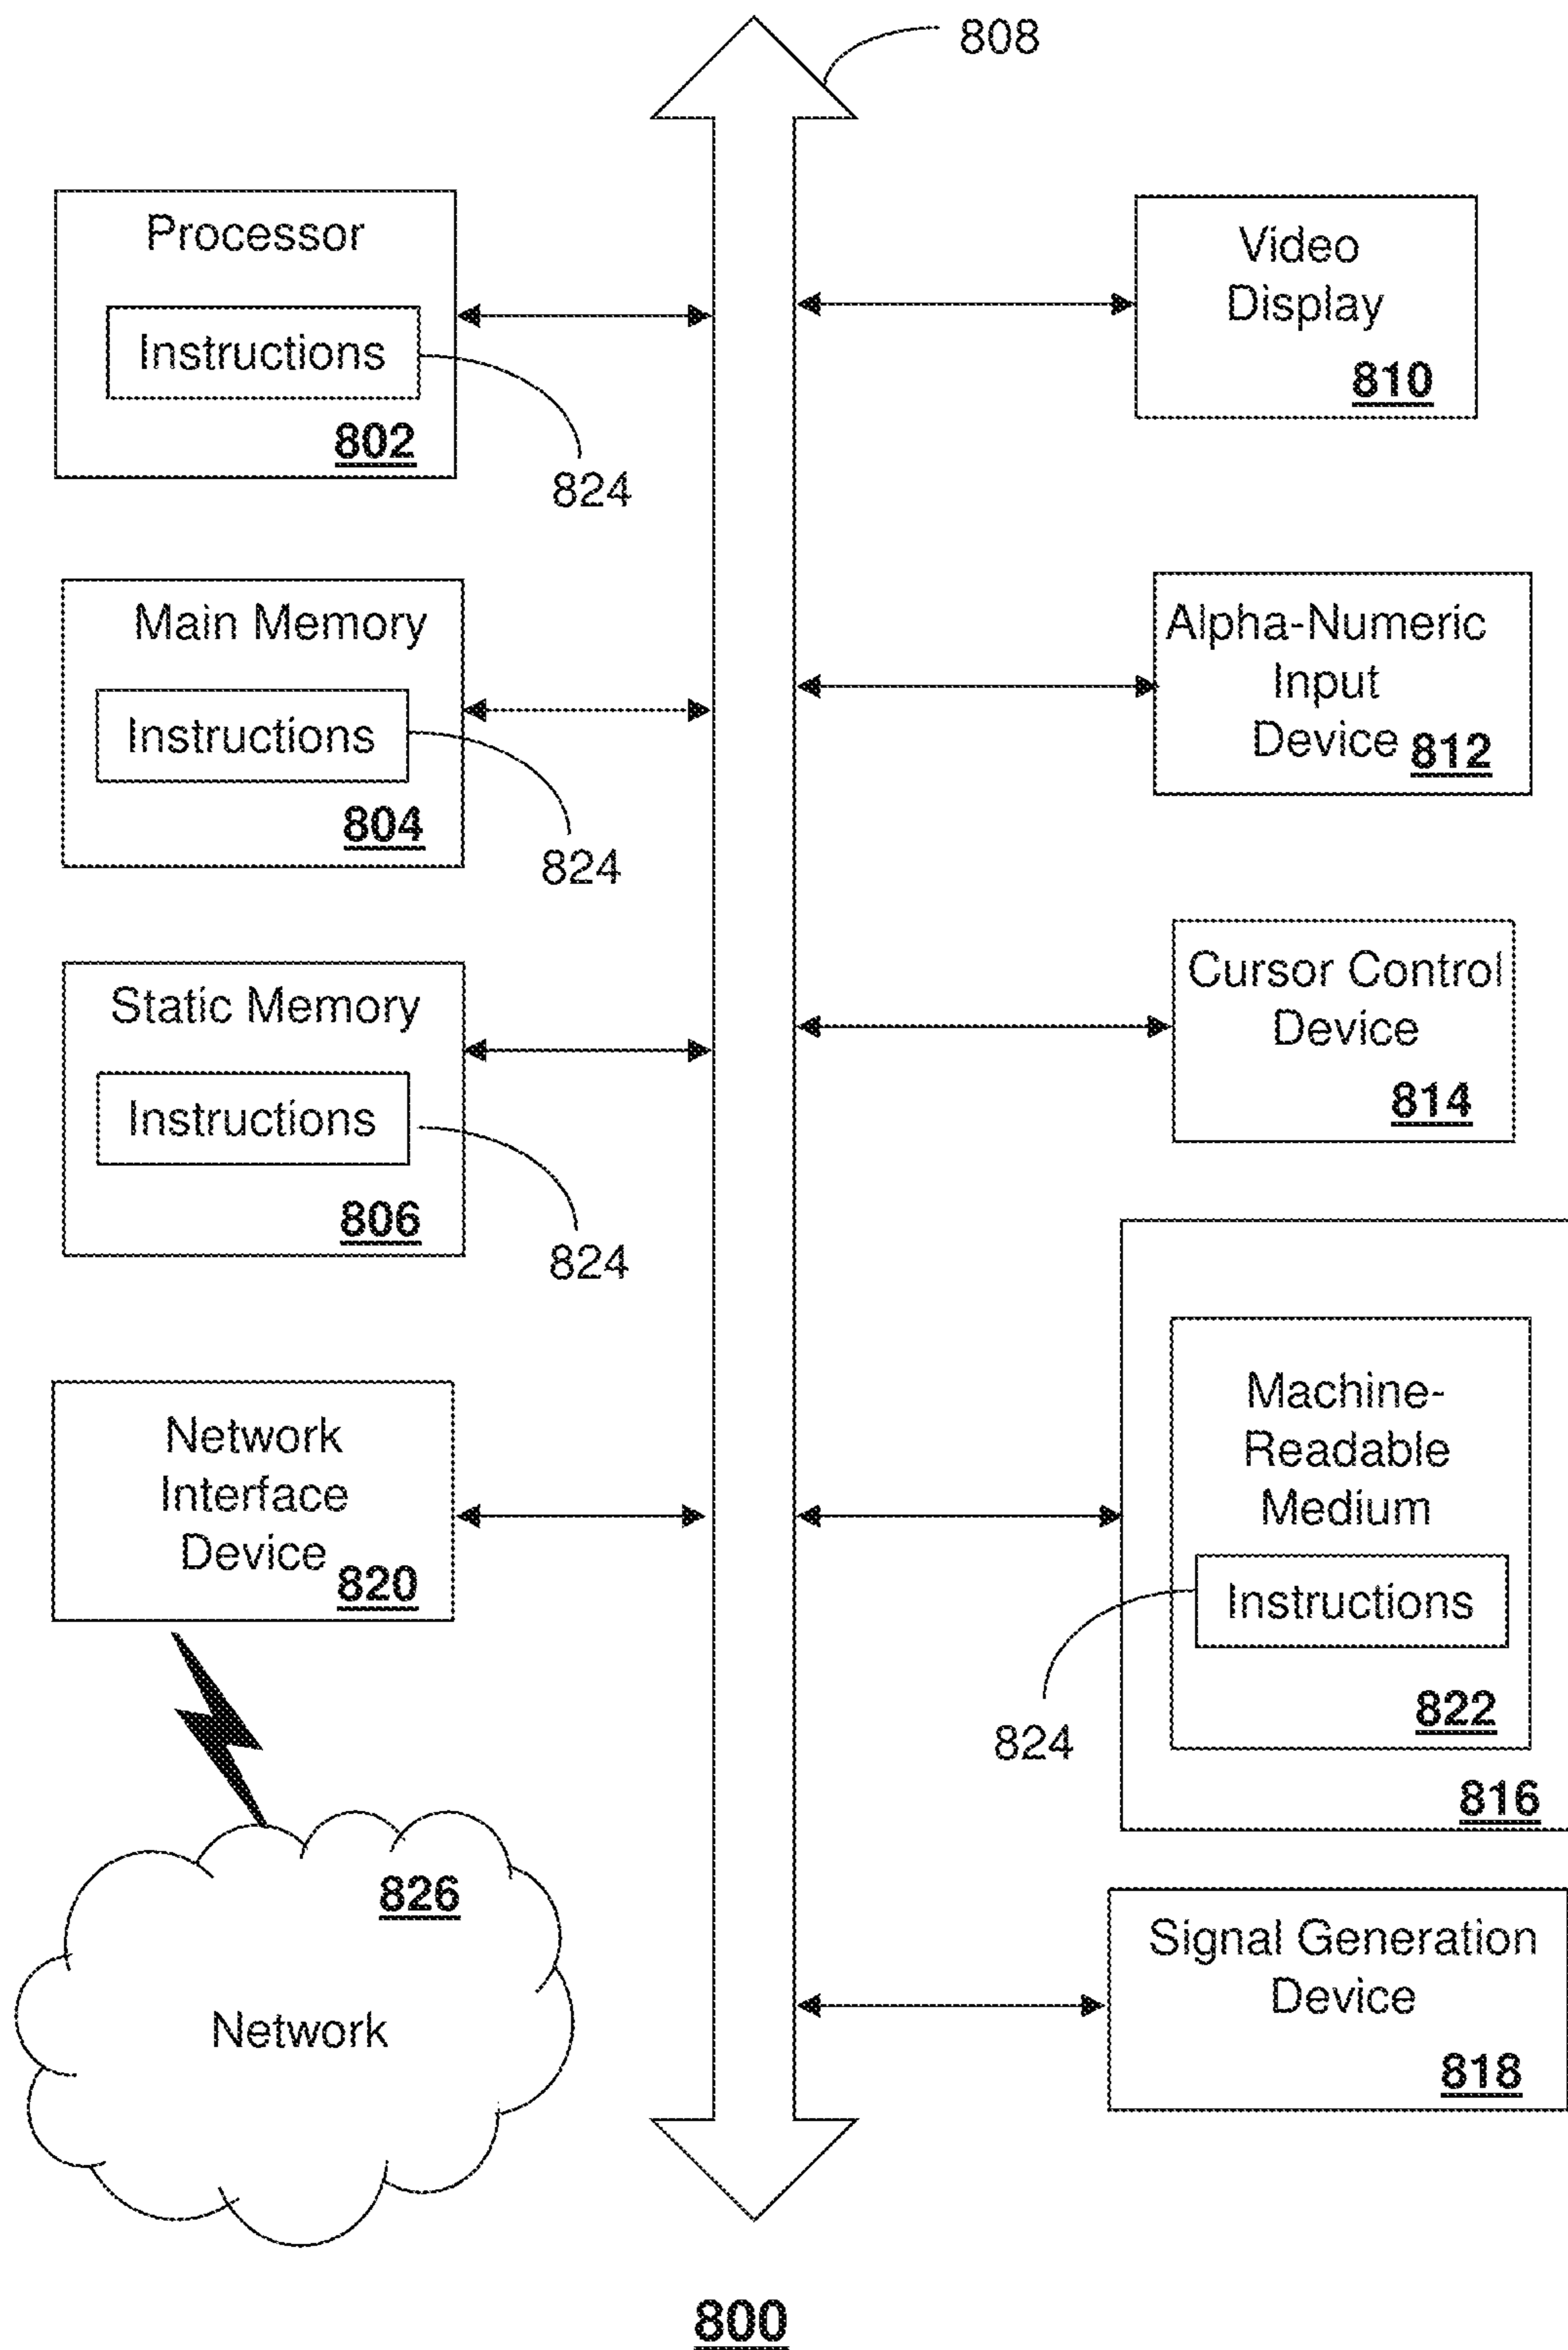 808
Processor
Instructions
802
824
Main Memory
Instructions
804
824
Static Memory
Instructions
806
824
Network
Interface
Device
820
826
Network
Video
Display
810
Alpha-Numeric
Input
Device 812
Cursor Control
Device
814
Machine-
Readable
Medium
Instructions
822
824
816
Signal Generation
Device
818
800